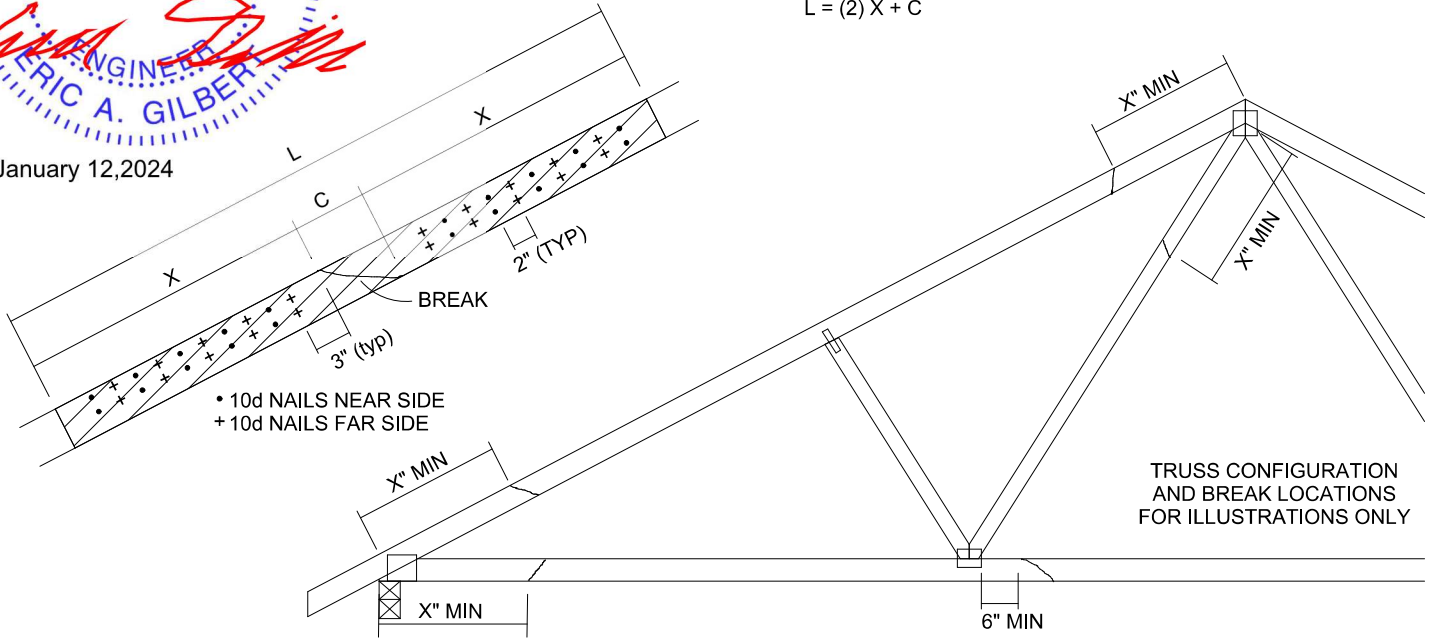 L = (2) X + C
ENGINEER
ERIC A. GILBERT
January 12,2024
L
X
C
X
2" (TYP)
BREAK
3" (typ)
• 10d NAILS NEAR SIDE
+ 10d NAILS FAR SIDE
X" MIN
X" MIN
X" MIN
X" MIN
6" MIN
TRUSS CONFIGURATION
AND BREAK LOCATIONS
FOR ILLUSTRATIONS ONLY